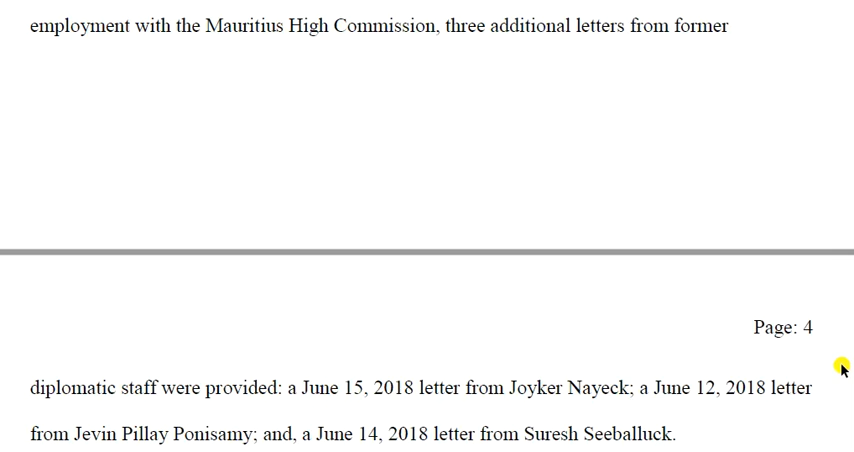 employment with the Mauritius High Commission, three additional letters from former
Page: 4
diplomatic staff were provided: a June 15, 2018 letter from Joyker Nayeck; a June 12, 2018 letter
from Jevin Pillay Ponisamy; and, a June 14, 2018 letter from Suresh Seeballuck.